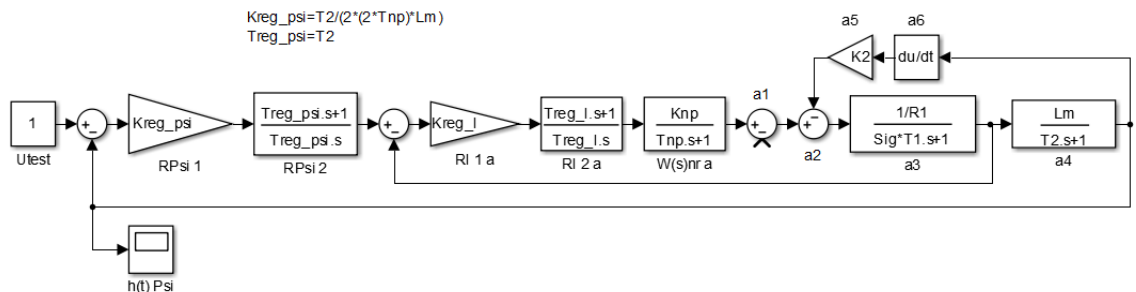 Kreg_psi=T2/(2*(2*Tnp)*Lm)
Treg_psi=T2
a5
a6
K2
du/dt
1
Utest
Kreg_psi
RPsi 1
Treg_psi.s+1
Treg_psi.s
RPsi 2
Kreg_I
RI 1 a
Treg_I.s+1
Treg_I.s
RI 2 a
Knp
Tnp.s+1
W(s)nr a
a1
a2
1/R1
Sig*T1.s+1
a3
Lm
T2.s+1
a4
h(t) Psi